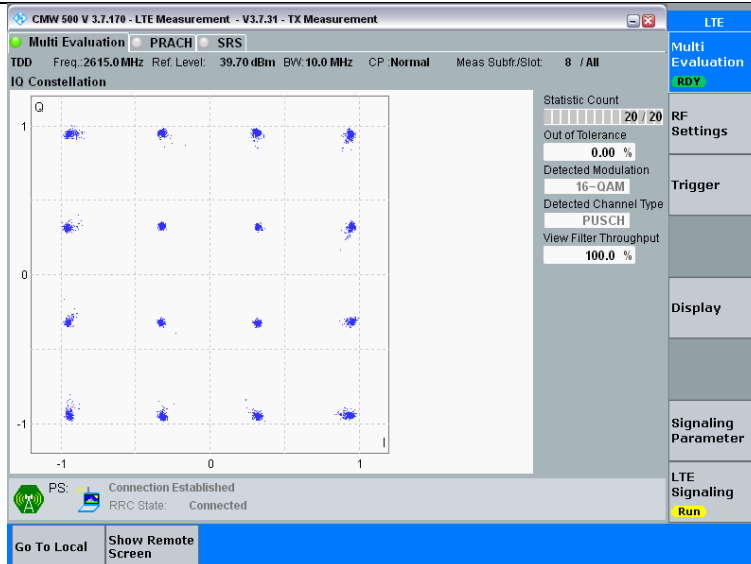 CMW 500 V 3.7.170 - LTE Measurement - V3.7.31 - TX Measurement
LTE
Multi Evaluation PRACH SRS
Multi
Evaluation
RDY
TDD Freq.:2615.0 MHz Ref. Level: 39.70 dBm BW:10.0 MHz CP :Normal Meas Subfr./Slot: 8 / All
IQ Constellation
Q
1
0
-1
I
-1 0 1
Statistic Count
20 / 20
Out of Tolerance
0.00 %
Detected Modulation
16-QAM
Detected Channel Type
PUSCH
View Filter Throughput
100.0 %
RF
Settings
Trigger
Display
Signaling
Parameter
LTE
Signaling
Run
PS: Connection Established
RRC State: Connected
Go To Local
Show Remote
Screen